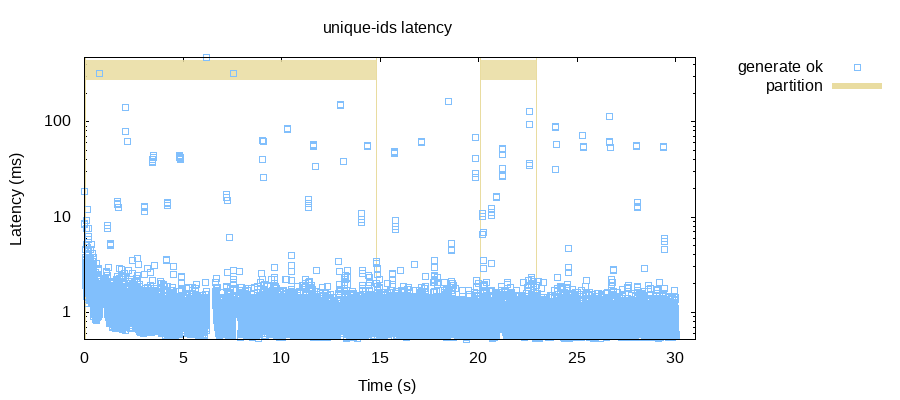 unique-ids latency
generate ok
partition
100
10
1
Latency (ms)
0 5 10 15 20 25 30
Time (s)